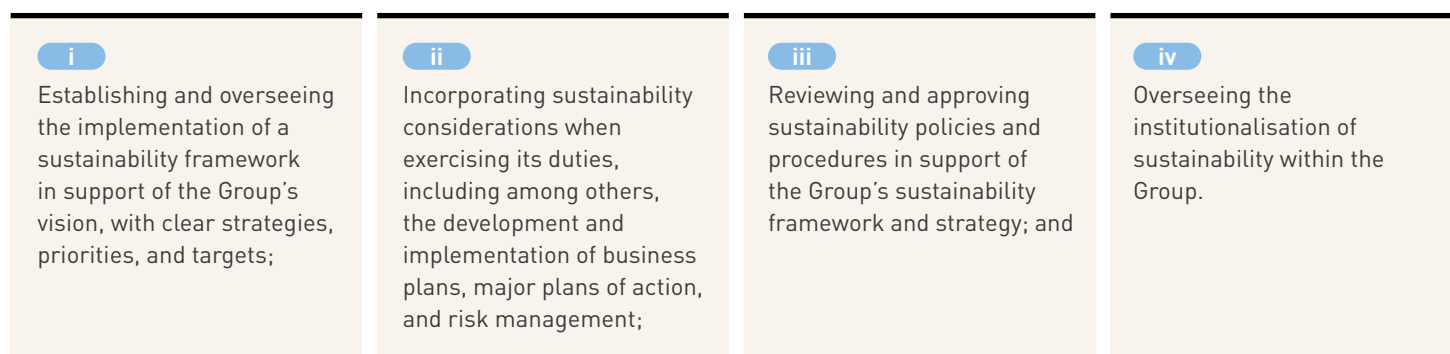 i
Establishing and overseeing
the implementation of a
sustainability framework
in support of the Group's
vision, with clear strategies,
priorities, and targets;
ii
Incorporating sustainability
considerations when
exercising its duties,
including among others,
the development and
implementation of business
plans, major plans of action,
and risk management;
iii
Reviewing and approving
sustainability policies and
procedures in support of
the Group's sustainability
framework and strategy; and
iv
Overseeing the
institutionalisation of
sustainability within the
Group.